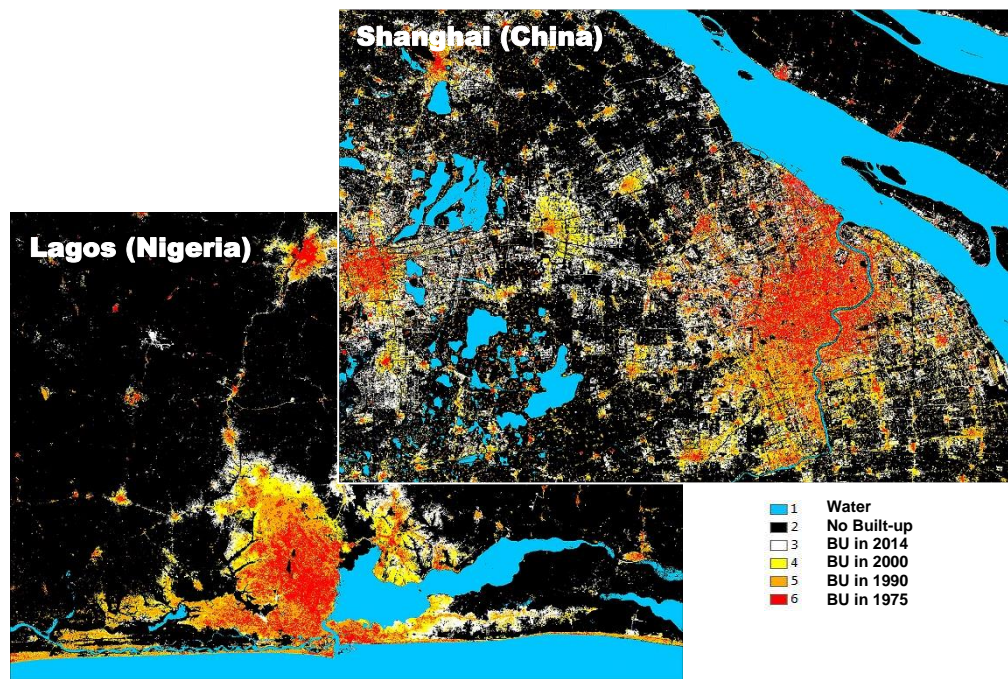 Shanghai (China)
Lagos (Nigeria)
1 Water
2 No Built-up
3 BU in 2014
4 BU in 2000
5 BU in 1990
6 BU in 1975